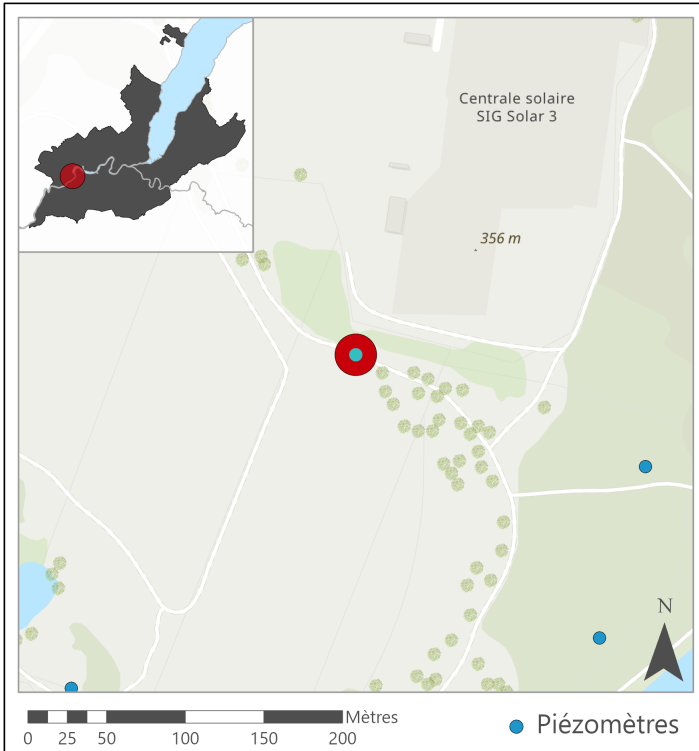 Centrale solaire
SIG Solar 3
356 m
N
Mètres
0 25 50 100 150 200
Piézomètres